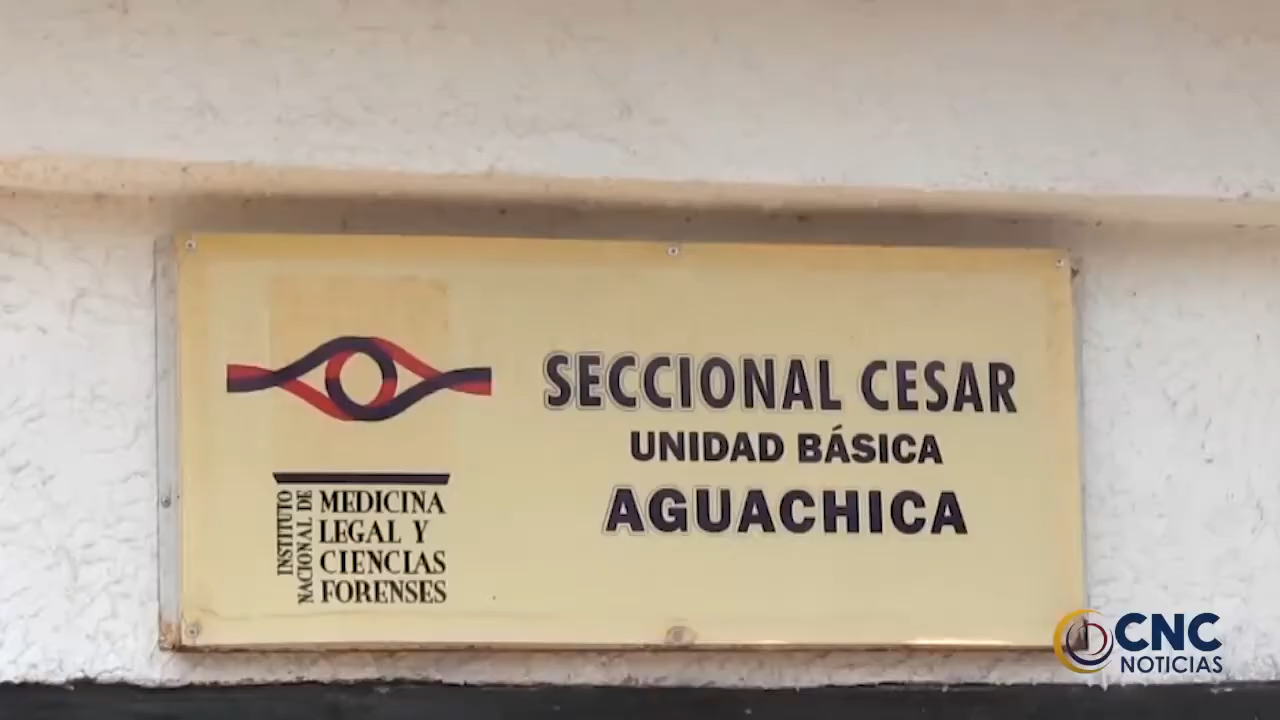 INSTITUTO
NACIONAL DE
MEDICINA
LEGAL Y
CIENCIAS
FORENSES
SECCIONAL CESAR
UNIDAD BÁSICA
AGUACHICA
CNC
NOTICIAS